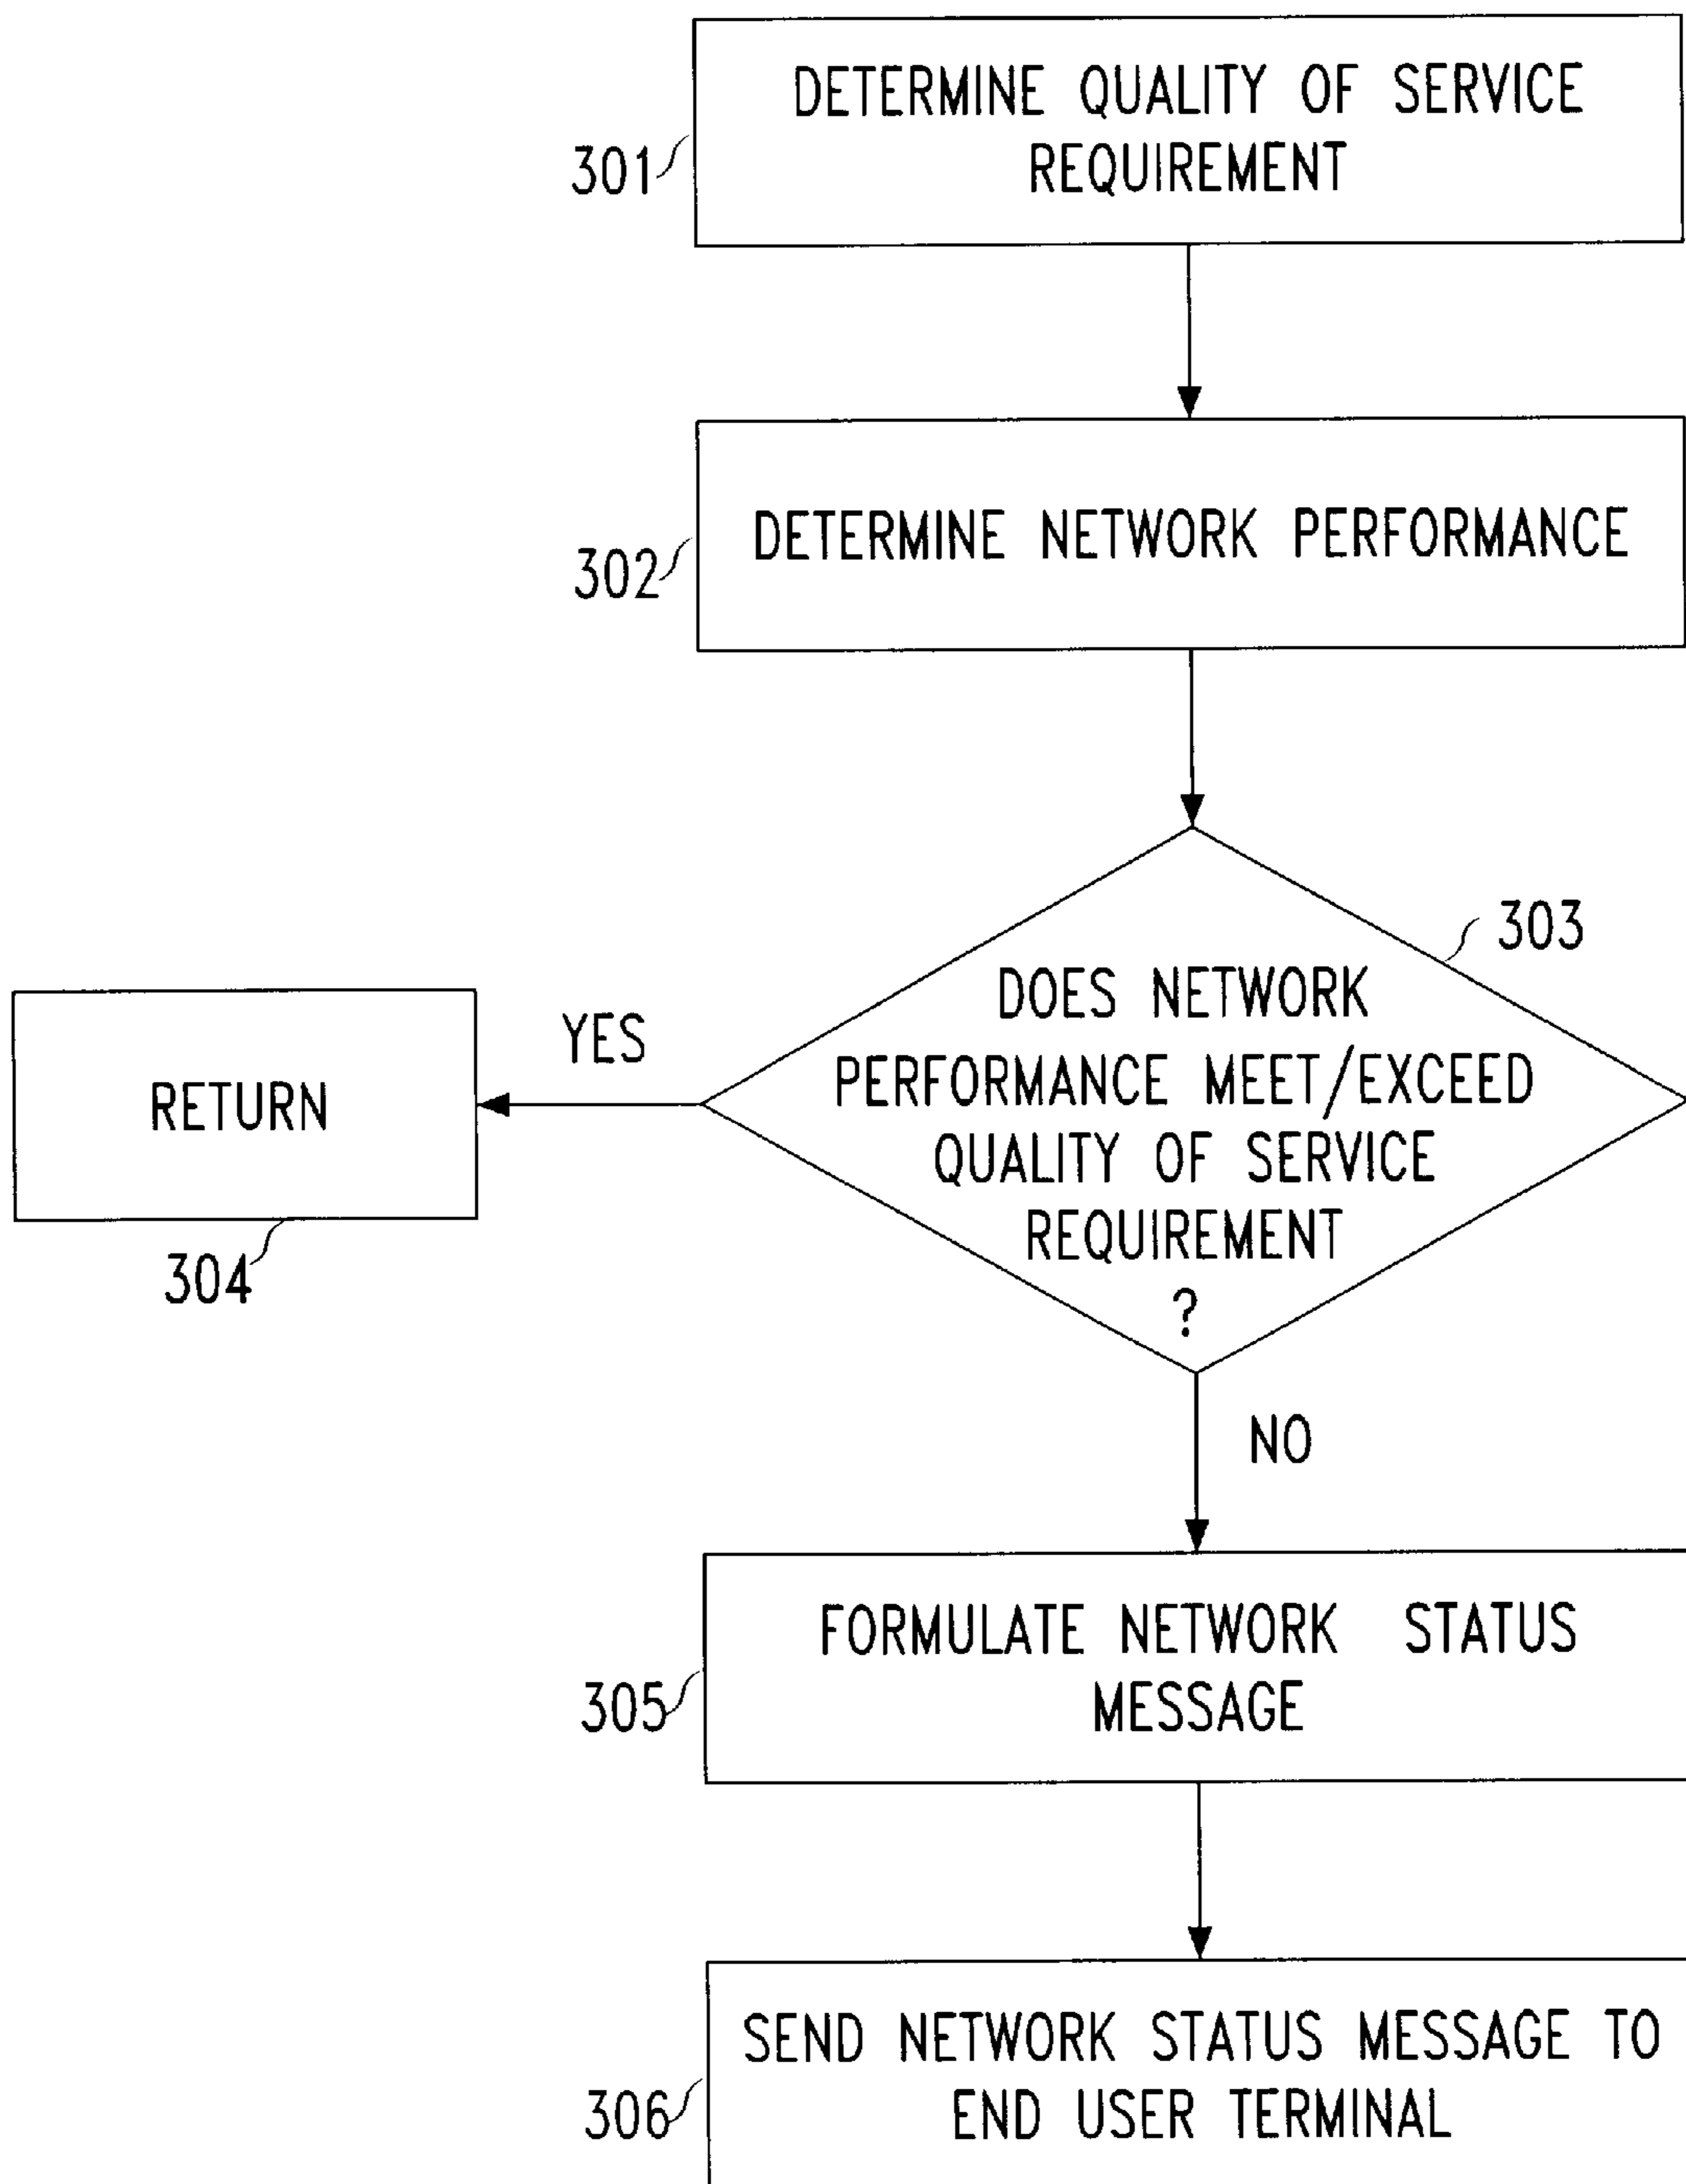 DETERMINE QUALITY OF SERVICE
REQUIREMENT
301
DETERMINE NETWORK PERFORMANCE
302
303
DOES NETWORK
PERFORMANCE MEET/EXCEED
QUALITY OF SERVICE
REQUIREMENT
?
YES
RETURN
304
NO
FORMULATE NETWORK STATUS
MESSAGE
305
SEND NETWORK STATUS MESSAGE TO
END USER TERMINAL
306